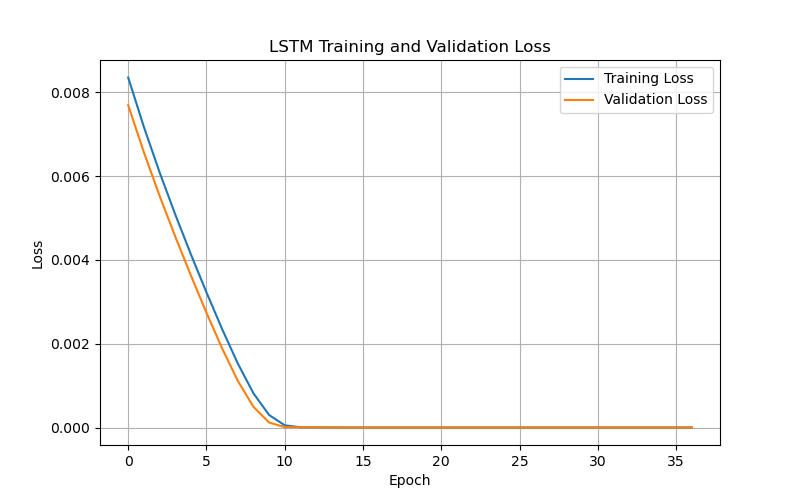 LSTM Training and Validation Loss
Training Loss
Validation Loss
0.008
0.006
0.004
0.002
0.000
Loss
0 5 10 15 20 25 30 35
Epoch